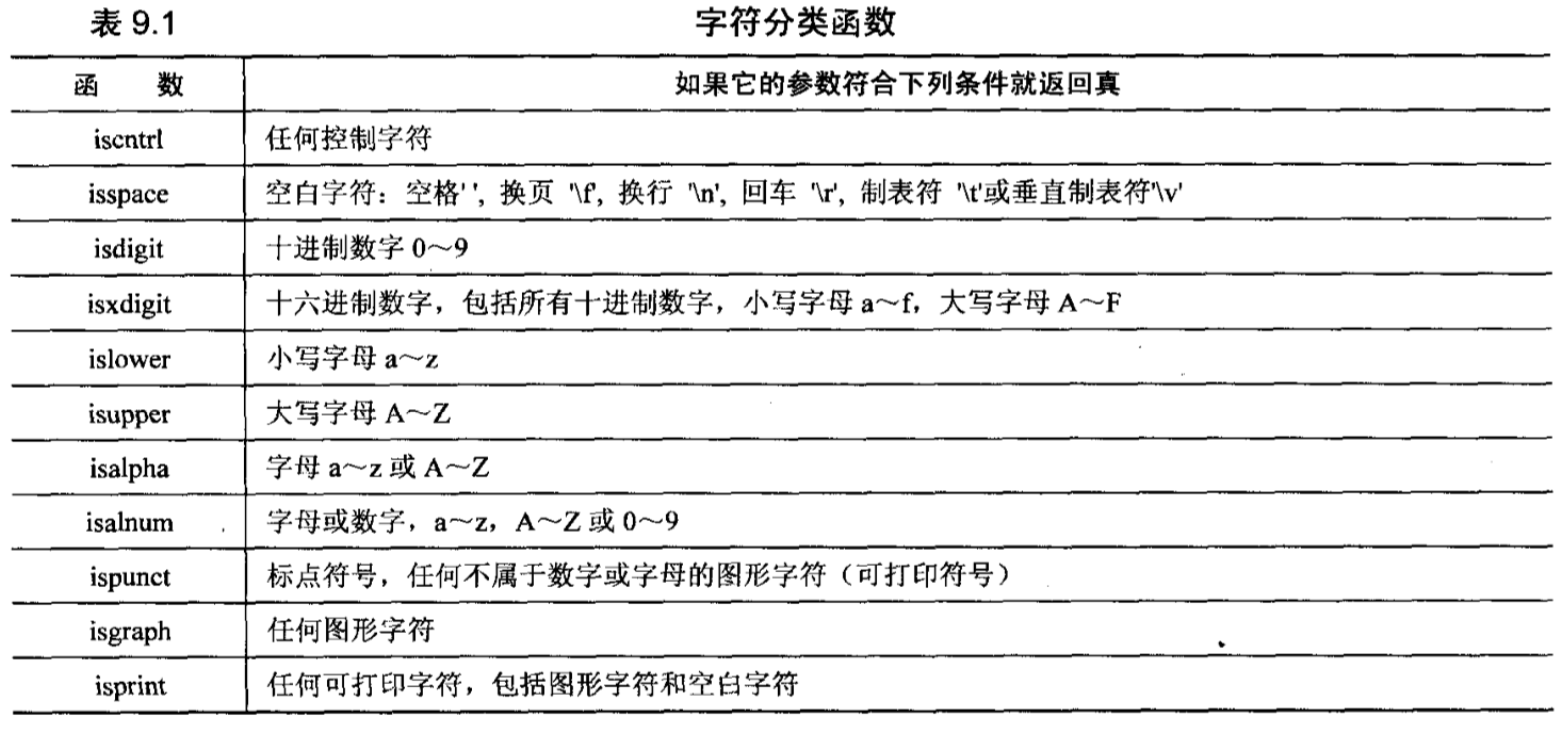 表 9.1 字符分类函数
函 数 如果它的参数符合下列条件就返回真
iscntrl 任何控制字符
isspace 空白字符：空格' ', 换页 '\f', 换行 '\n', 回车 '\r', 制表符 '\t'或垂直制表符'\v'
isdigit 十进制数字 0～9
isxdigit 十六进制数字，包括所有十进制数字，小写字母 a～f，大写字母 A～F
islower 小写字母 a～z
isupper 大写字母 A～Z
isalpha 字母 a～z 或 A～Z
isalnum 字母或数字，a～z，A～Z 或 0～9
ispunct 标点符号，任何不属于数字或字母的图形字符（可打印符号）
isgraph 任何图形字符
isprint 任何可打印字符，包括图形字符和空白字符